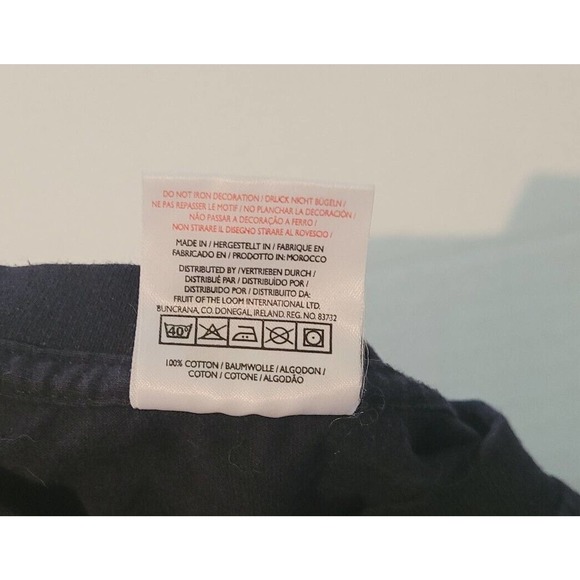 DO NOT IRON DECORATION / DRUCK NICHT BÜGELN /
NE PAS REPASSER LE MOTIF / NO PLANCHAR LA DECORACIÓN /
NÃO PASSAR A DECORAÇÃO A FERRO /
NON STIRARE IL DISEGNO STIRARE AL ROVESCIO /
MADE IN / HERGESTELLT IN / FABRIQUE EN
FABRICADO EN / PRODOTTO IN: MOROCCO
DISTRIBUTED BY / VERTRIEBEN DURCH /
DISTRIBUÉ PAR / DISTRIBUÍDO POR /
DISTRIBUIDO POR / DISTRIBUITO DA:
FRUIT OF THE LOOM INTERNATIONAL LTD.
BUNCRANA, CO. DONEGAL, IRELAND. REG. NO. 83732
40°
100% COTTON / BAUMWOLLE / ALGODON /
COTON / COTONE / ALGODÃO